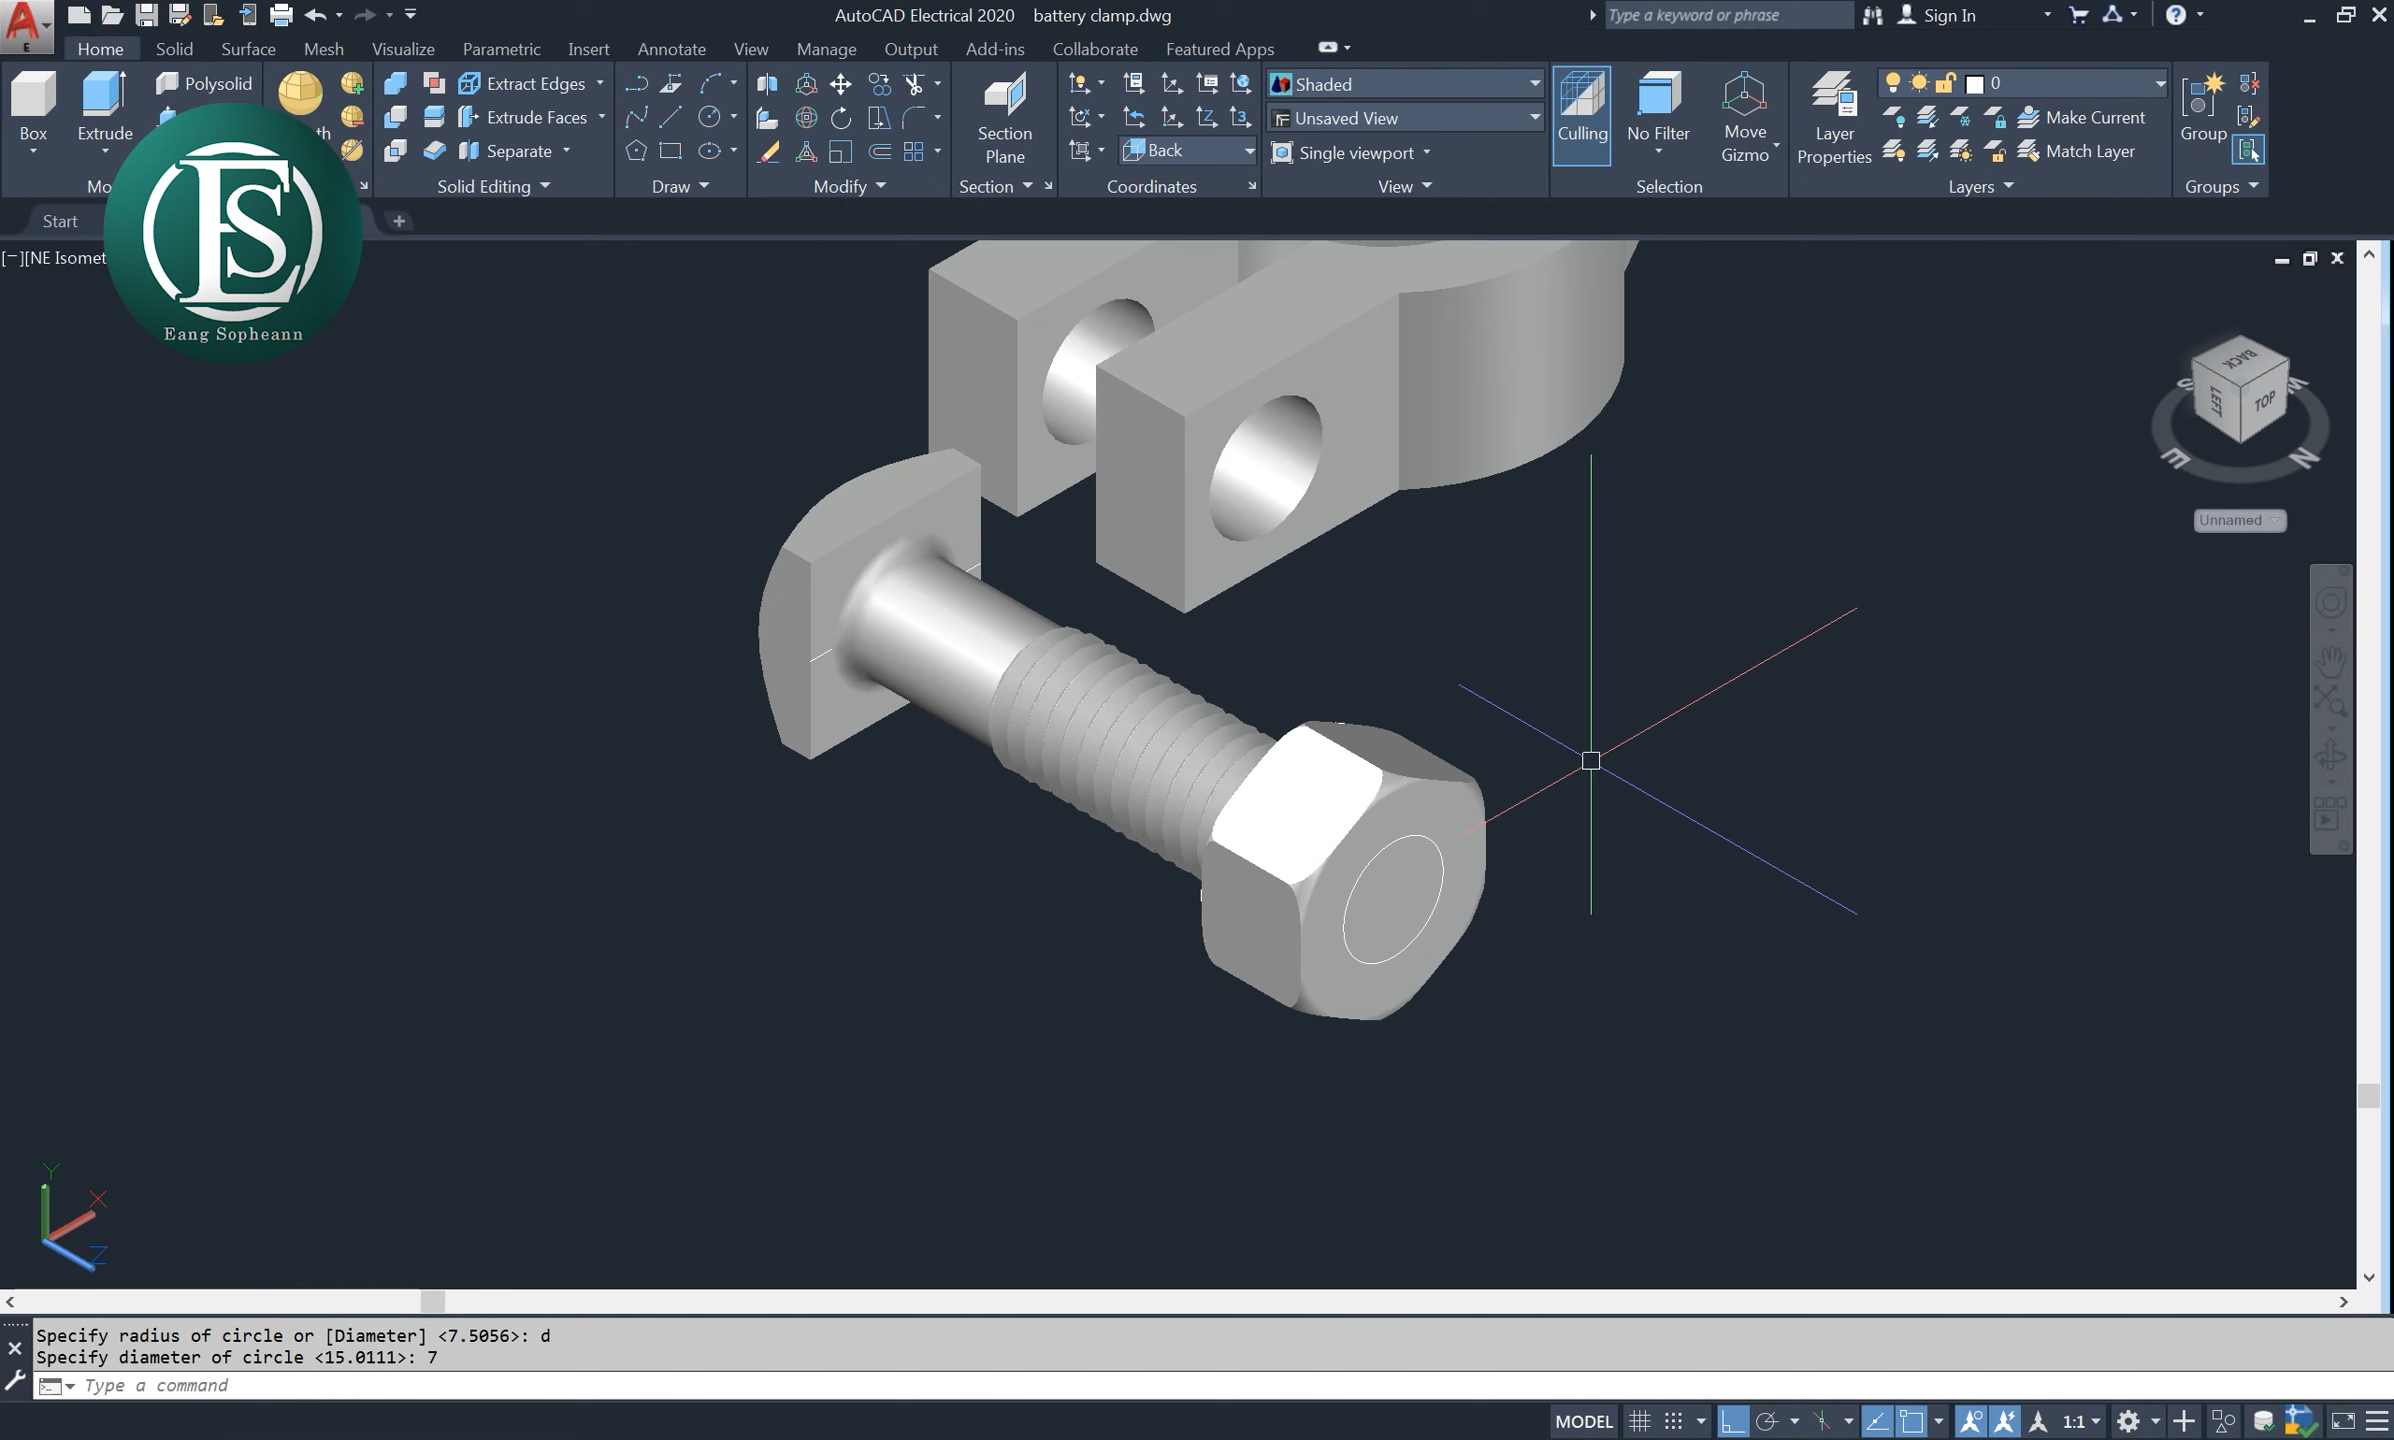 AutoCAD Electrical 2020 battery clamp.dwg
Type a keyword or phrase
Sign In
E
Home Solid Surface Mesh Parametric Visualize Insert Annotate View Manage Output Add-ins Collaborate Featured Apps
Box
Extrude
Polysolid
Extract Edges
Extrude Faces
Separate
Solid Editing
Draw
Modify
Section Plane
Section
Back
Coordinates
Shaded
Unsaved View
Single viewport
View
Culling
No Filter
Move Gizmo
Selection
Layer Properties
0
Make Current
Match Layer
Layers
Group
Groups
Start
[−][NE Isomet
ES
Eang Sopheann
BACK
LEFT
TOP
E
N
Unnamed
Y
X
Z
Specify radius of circle or [Diameter] <7.5056>: d
Specify diameter of circle <15.0111>: 7
Type a command
MODEL
1:1